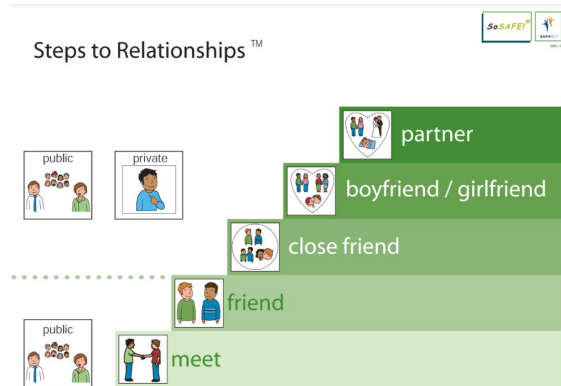 Steps to Relationships ™
SoSAFE!®
public
private
partner
boyfriend / girlfriend
close friend
friend
public
meet